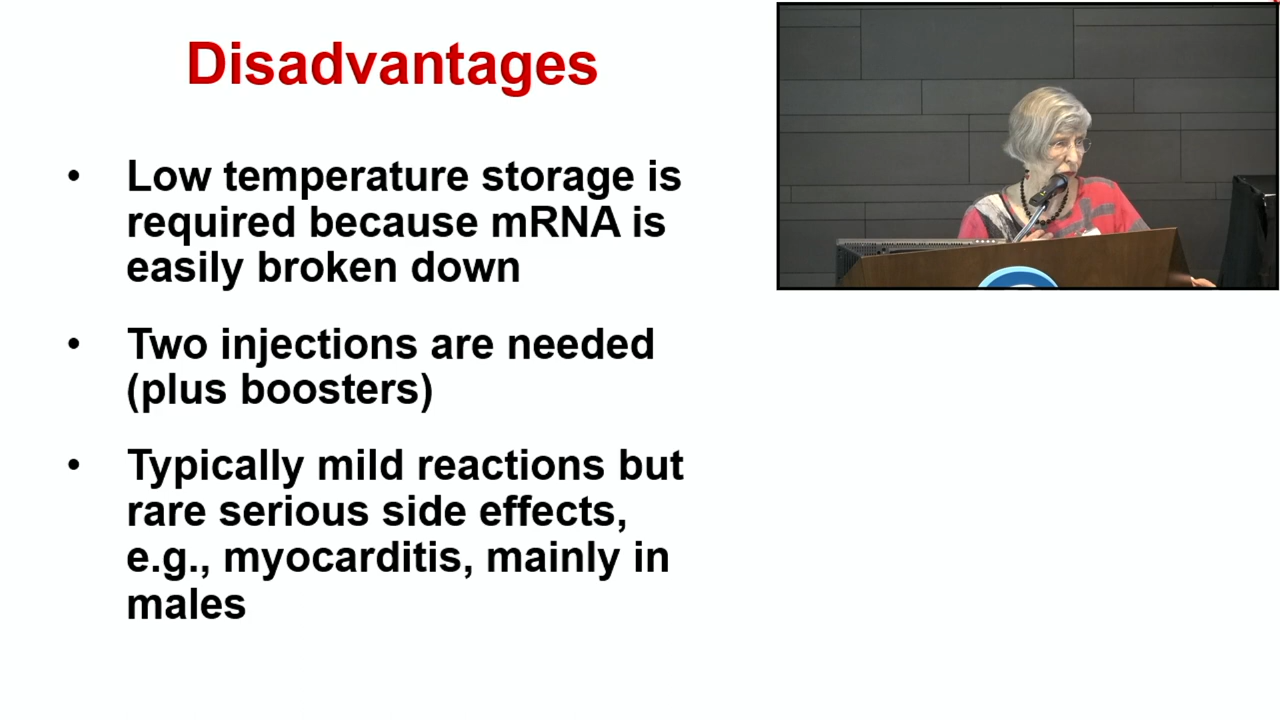 Disadvantages
• Low temperature storage is
required because mRNA is
easily broken down
• Two injections are needed
(plus boosters)
• Typically mild reactions but
rare serious side effects,
e.g., myocarditis, mainly in
males